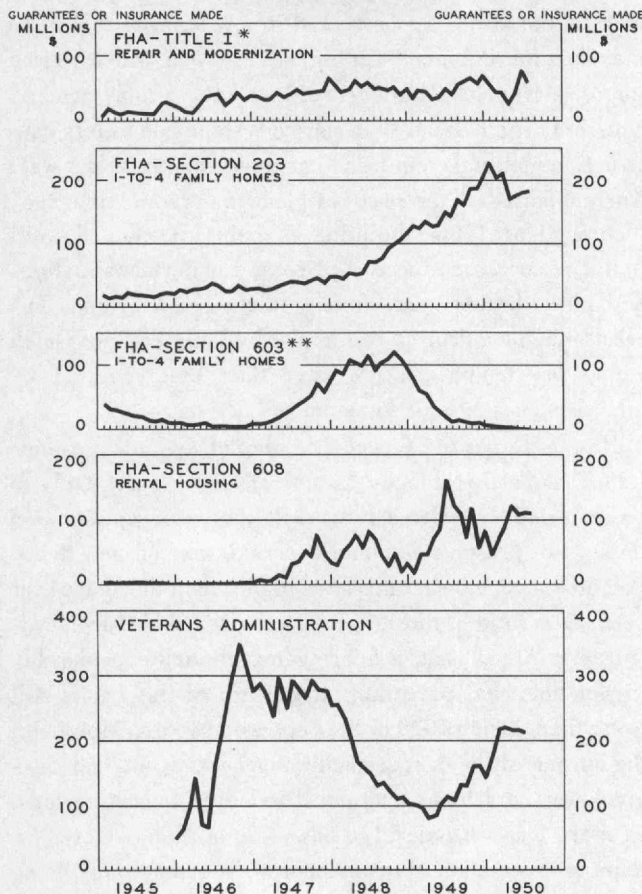 GUARANTEES OR INSURANCE MADE GUARANTEES OR INSURANCE MADE
MILLIONS MILLIONS
$ $
FHA-TITLE I*
REPAIR AND MODERNIZATION
100 100
0 0
FHA-SECTION 203
1-TO-4 FAMILY HOMES
200 200
100 100
0 0
FHA-SECTION 603**
1-TO-4 FAMILY HOMES
100 100
0 0
FHA-SECTION 608
RENTAL HOUSING
200 200
100 100
0 0
VETERANS ADMINISTRATION
400 400
300 300
200 200
100 100
0 0
1945 1946 1947 1948 1949 1950